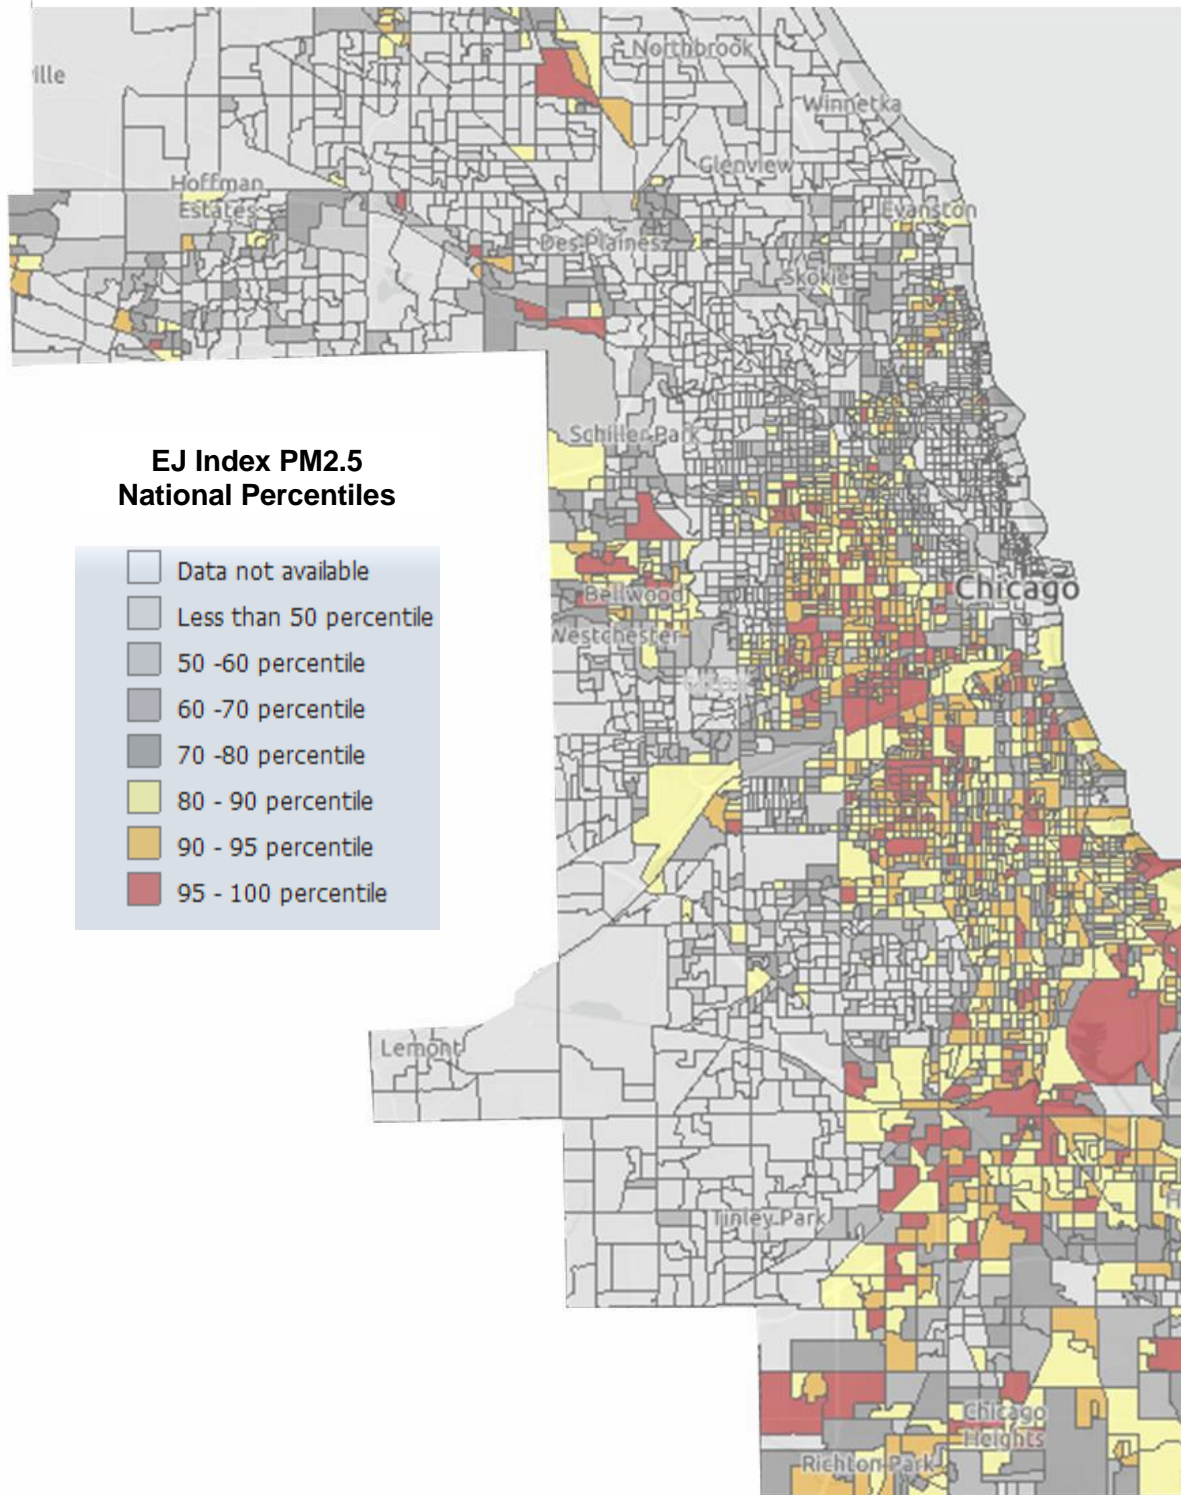 Northbrook
ille
Winnetka
Glenview
Hoffman
Estates
Evanston
Des Plaines
Skokie
Schiller Park
EJ Index PM2.5
National Percentiles
Data not available
Less than 50 percentile
50 -60 percentile
60 -70 percentile
70 -80 percentile
80 - 90 percentile
90 - 95 percentile
95 - 100 percentile
Chicago
Bellwood
Westchester
Lemont
Tinley Park
Chicago
Heights
Richton Park